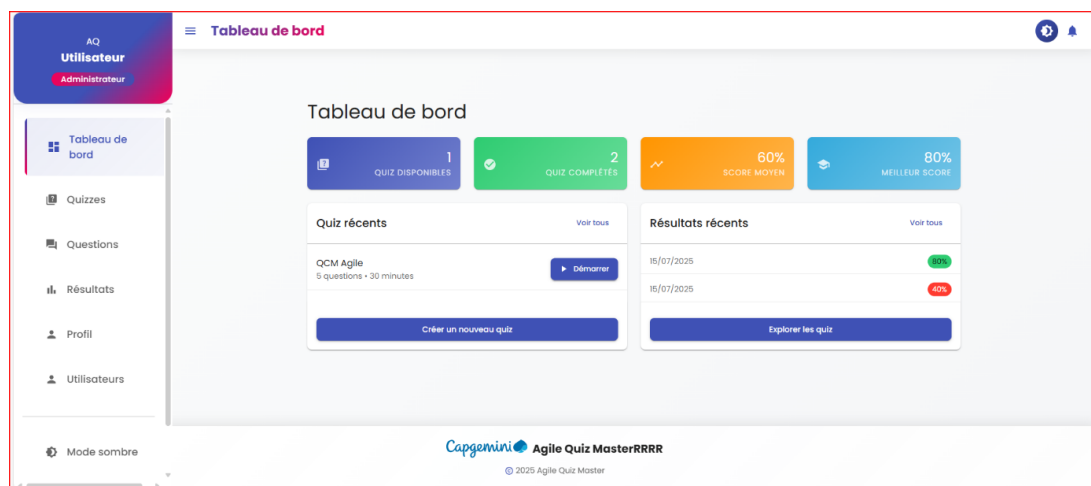 AQ
Utilisateur
Administrateur
Tableau de bord
Tableau de
bord
Quizzes
Questions
Résultats
Profil
Utilisateurs
Mode sombre
Tableau de bord
1
QUIZ DISPONIBLES
2
QUIZ COMPLÉTÉS
60%
SCORE MOYEN
80%
MEILLEUR SCORE
Quiz récents
Voir tous
QCM Agile
5 questions • 30 minutes
Démarrer
Créer un nouveau quiz
Résultats récents
Voir tous
15/07/2025
80%
15/07/2025
40%
Explorer les quiz
Capgemini Agile Quiz MasterRRRR
© 2025 Agile Quiz Master